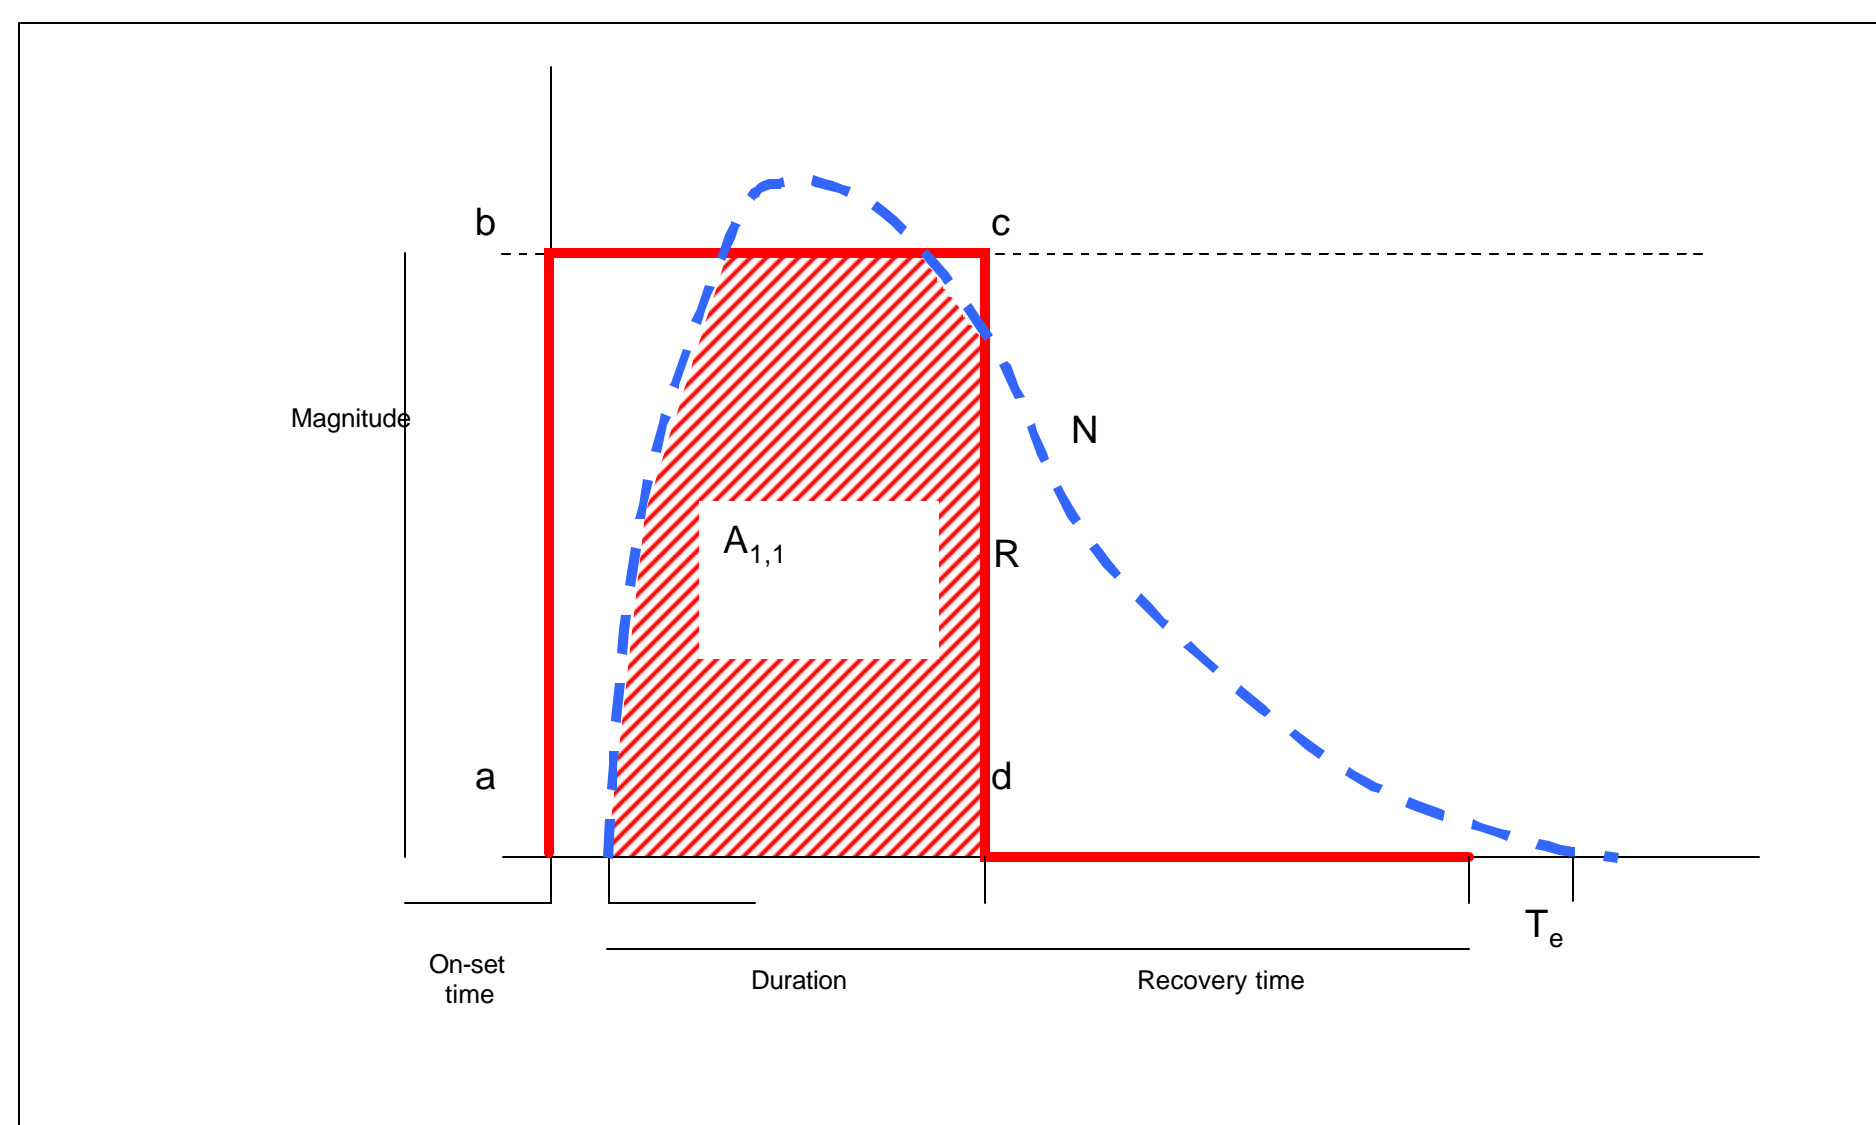 b
c
Magnitude
N
A1,1
R
a
d
Te
On-set
time
Duration
Recovery time